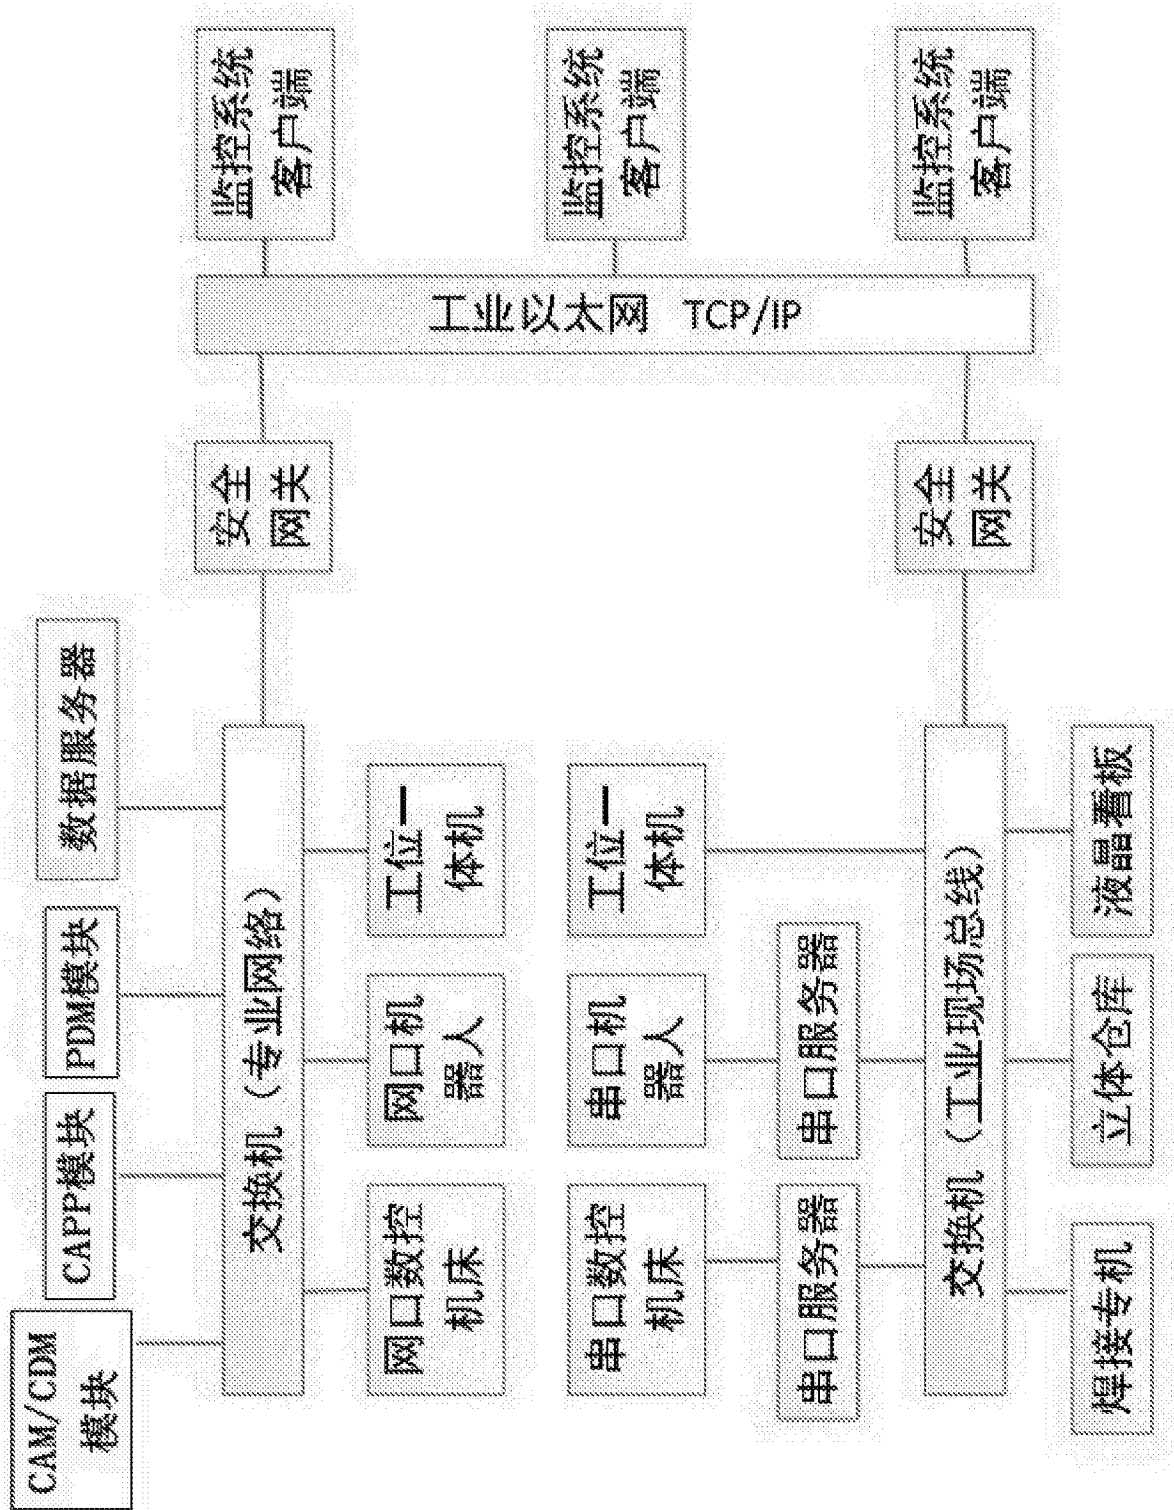 CAM/CDM
模块
CAPP模块
PDM模块
数据服务器
交换机（专业网络）
安全
网关
监控系统
客户端
网口数控
机床
网口机
器人
工位一
体机
工业以太网 TCP/IP
监控系统
客户端
串口数控
机床
串口机
器人
工位一
体机
串口服务器
串口服务器
交换机（工业现场总线）
安全
网关
监控系统
客户端
焊接专机
立体仓库
液晶看板